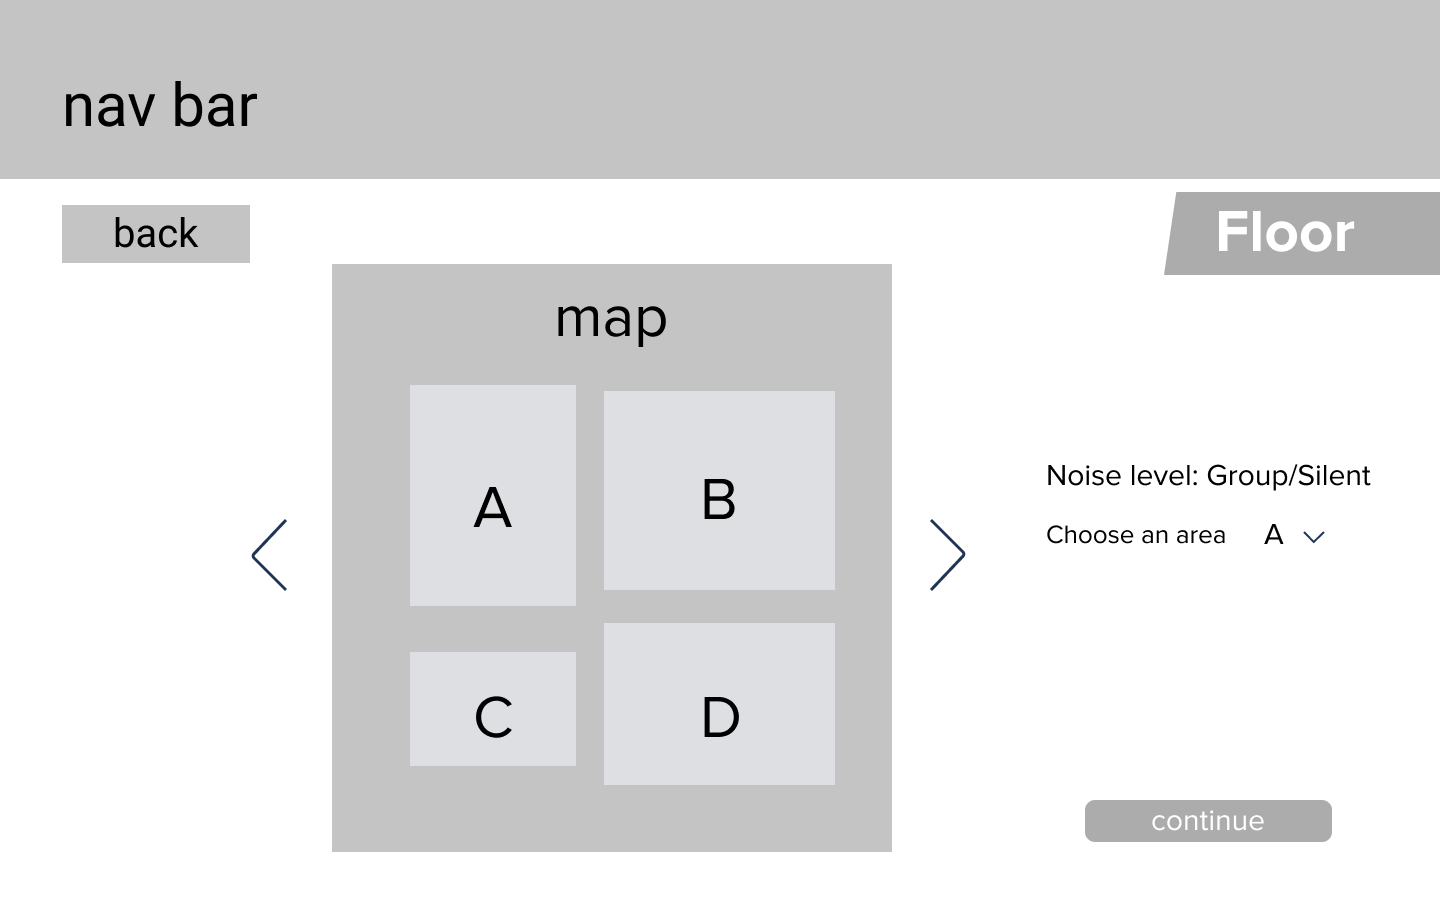 nav bar
back
Floor
map
A
B
C
D
Noise level: Group/Silent
Choose an area A
continue